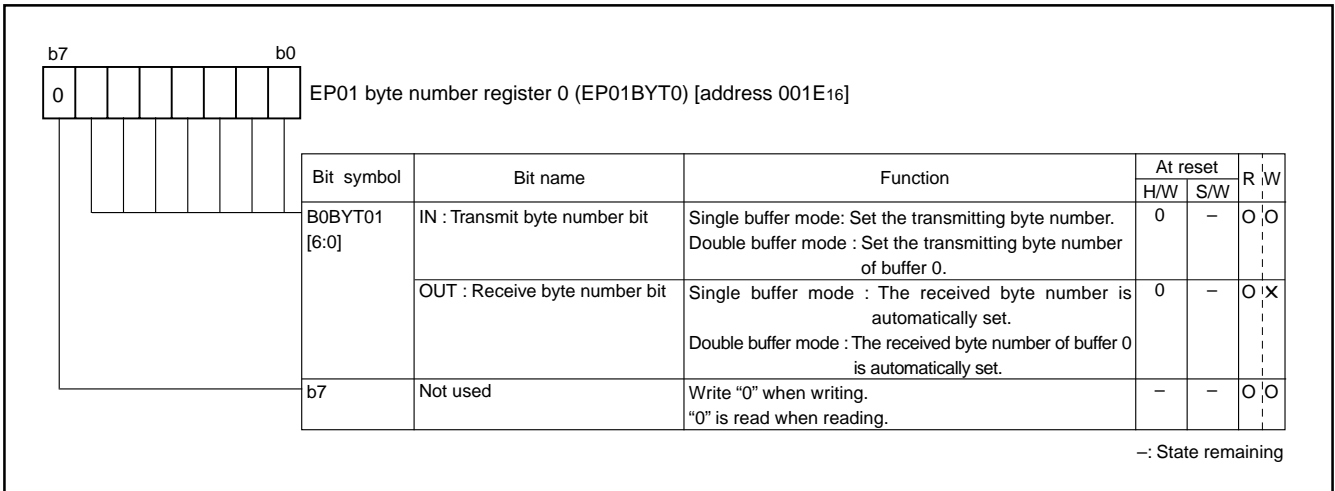 b7 b0
0 EP01 byte number register 0 (EP01BYT0) [address 001E16]
Bit symbol Bit name Function At reset R W
H/W S/W
B0BYT01 IN : Transmit byte number bit Single buffer mode: Set the transmitting byte number. 0 – O O
[6:0] Double buffer mode : Set the transmitting byte number
of buffer 0.
OUT : Receive byte number bit Single buffer mode : The received byte number is 0 – O ×
automatically set.
Double buffer mode : The received byte number of buffer 0
is automatically set.
b7 Not used Write “0” when writing. – – O O
“0” is read when reading.
–: State remaining